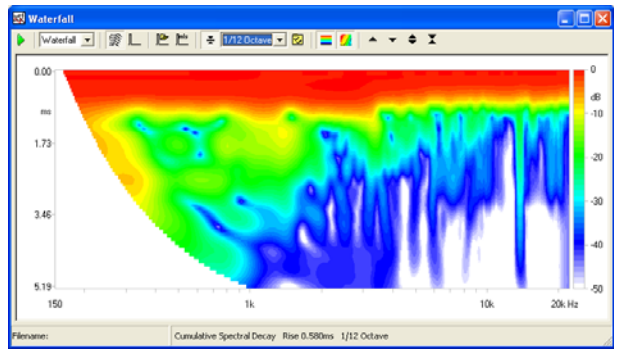 Waterfall
Waterfall 1/12 Octave
0.00 0
ms dB
-10
1.73
-20
-30
3.46
-40
5.19 -50
150 1k 10k 20k Hz
Filename: Cumulative Spectral Decay Rise 0.580ms 1/12 Octave